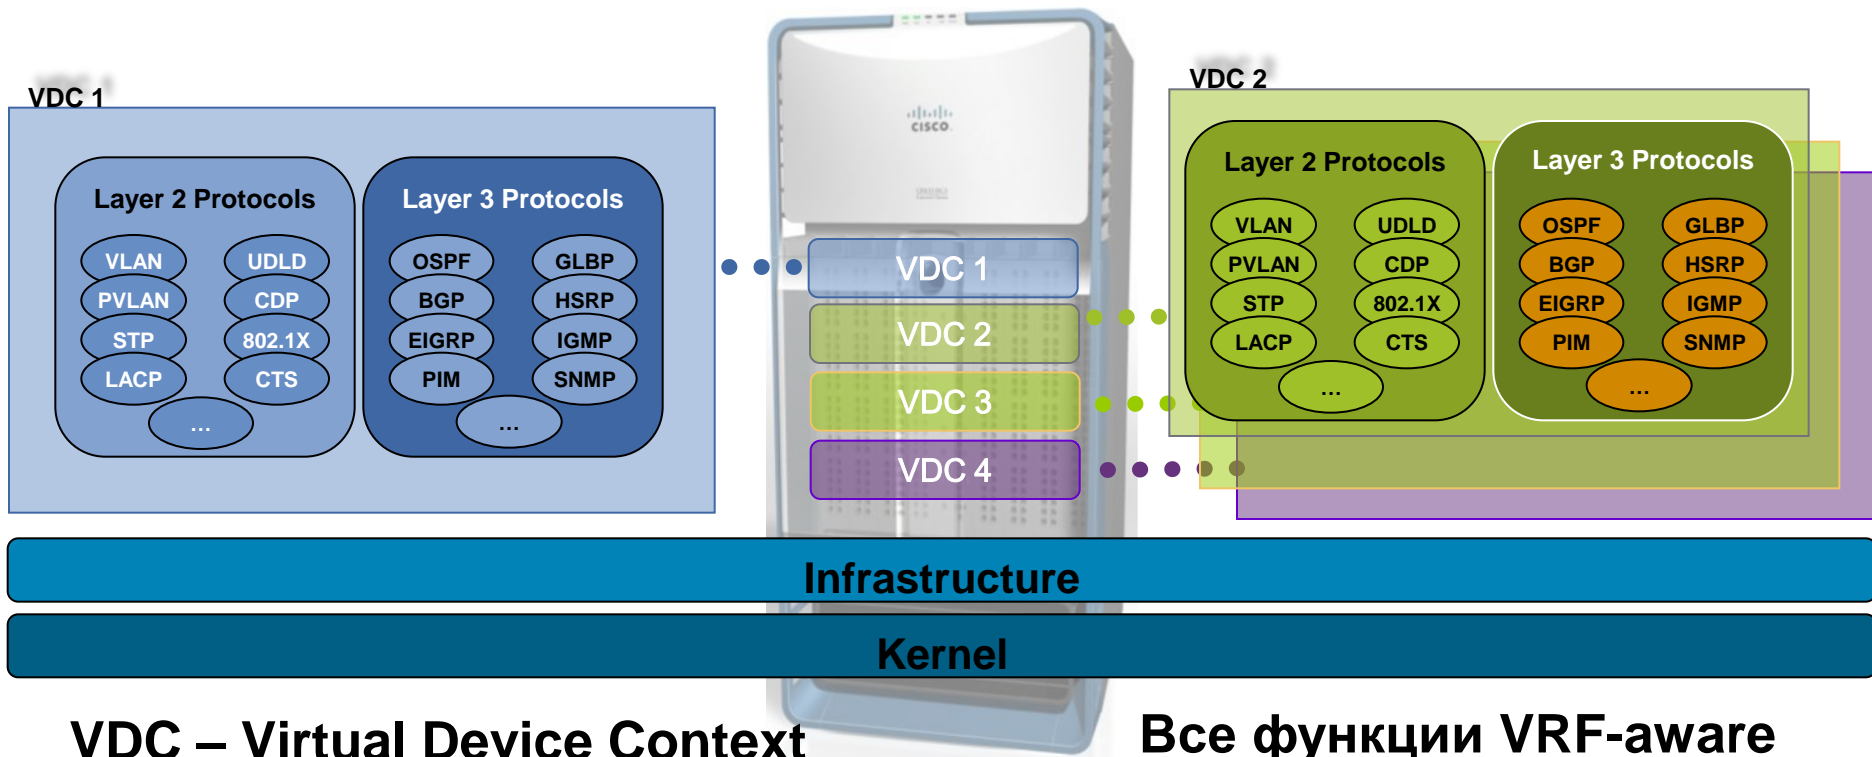 VDC 1
Layer 2 Protocols
VLAN
UDLD
PVLAN
CDP
STP
802.1X
LACP
CTS
...
Layer 3 Protocols
OSPF
GLBP
BGP
HSRP
EIGRP
IGMP
PIM
SNMP
...
CISCO
VDC 1
VDC 2
VDC 3
VDC 4
VDC 2
Layer 2 Protocols
VLAN
UDLD
PVLAN
CDP
STP
802.1X
LACP
CTS
...
Layer 3 Protocols
OSPF
GLBP
BGP
HSRP
EIGRP
IGMP
PIM
SNMP
...
Infrastructure
Kernel
VDC – Virtual Device Context
Все функции VRF-aware